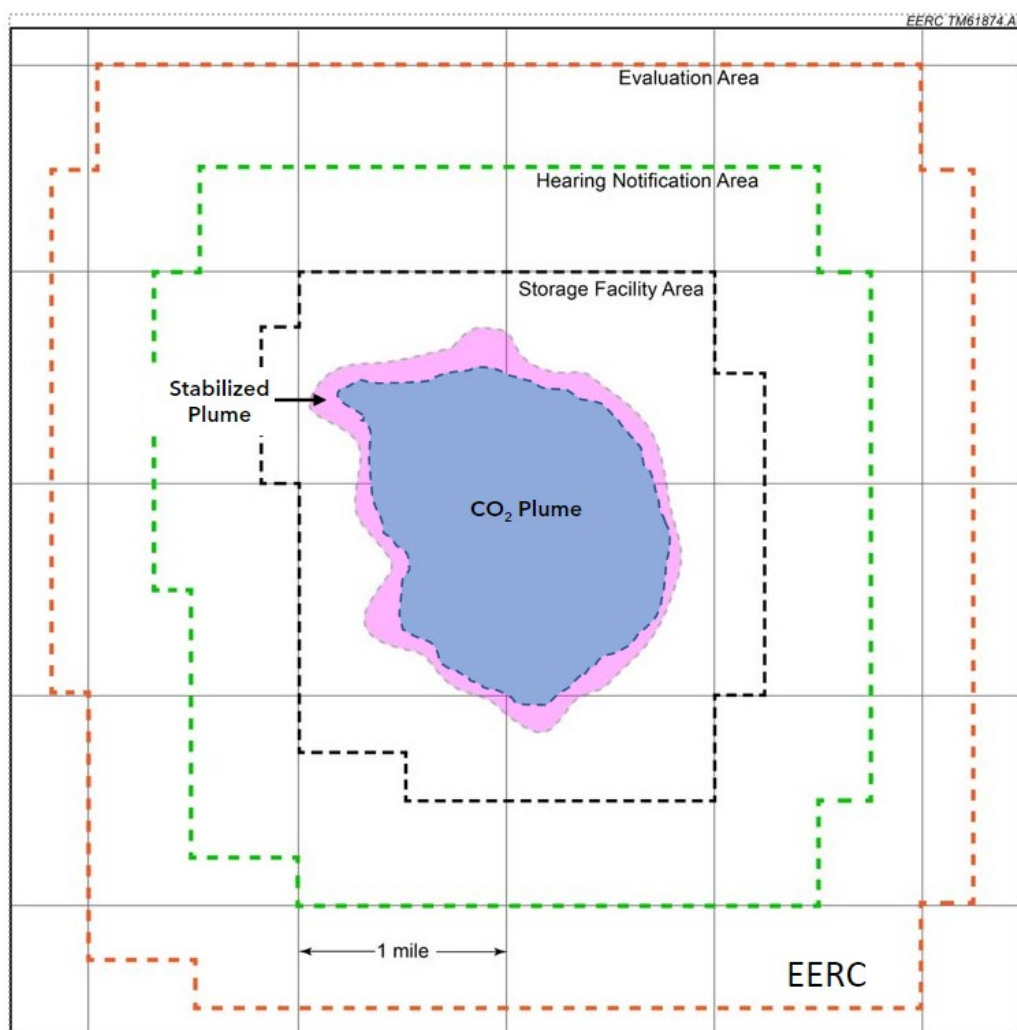 EERC TM61874.A
Evaluation Area
Hearing Notification Area
Storage Facility Area
Stabilized
Plume
CO₂ Plume
1 mile
EERC